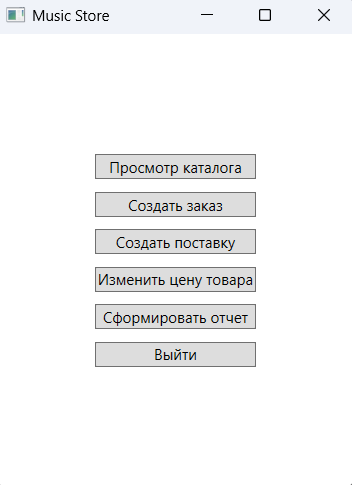 Music Store
Просмотр каталога
Создать заказ
Создать поставку
Изменить цену товара
Сформировать отчет
Выйти